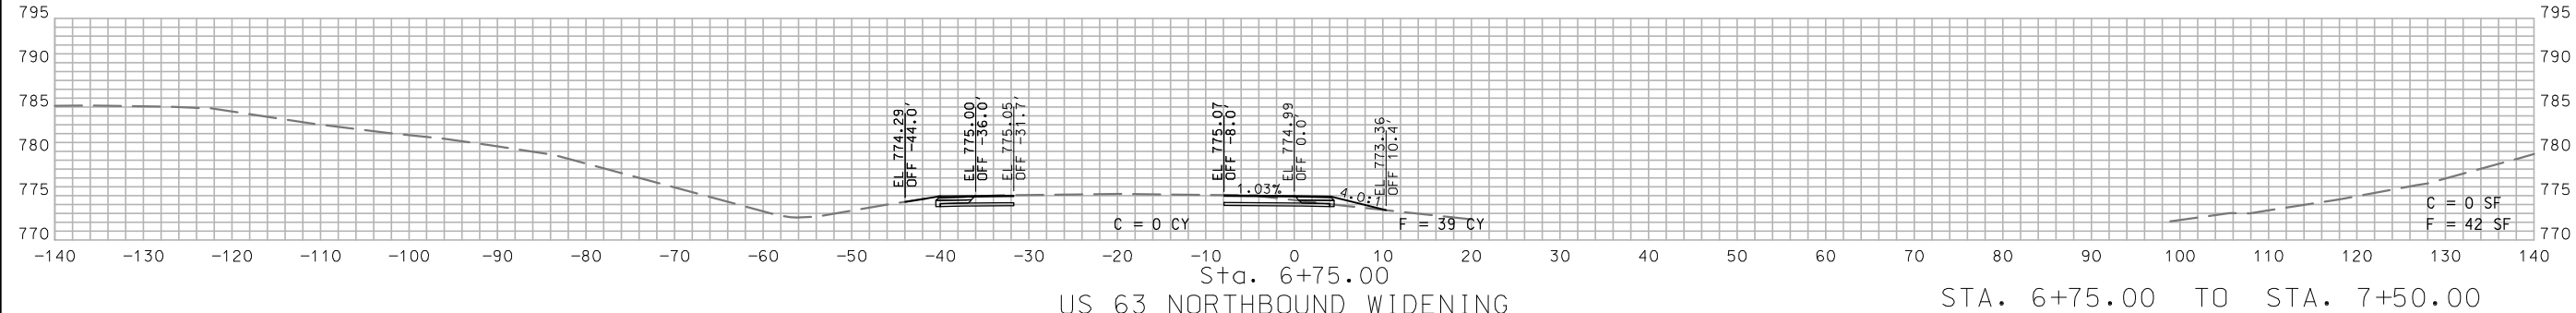 795 795
790 790
785 785
780 780
775 775
770 770
EL 774.29
OFF -44.0'
EL 775.00
OFF -36.0'
EL 775.05
OFF -31.7'
EL 775.07
OFF -8.0'
EL 774.99
OFF 0.0'
EL 773.36
OFF 10.4'
1.03%
4.0:1
C = 0 CY
F = 39 CY
C = 0 SF
F = 42 SF
-140 -130 -120 -110 -100 -90 -80 -70 -60 -50 -40 -30 -20 -10 0 10 20 30 40 50 60 70 80 90 100 110 120 130 140
Sta. 6+75.00
US 63 NORTHBOUND WIDENING
STA. 6+75.00 TO STA. 7+50.00